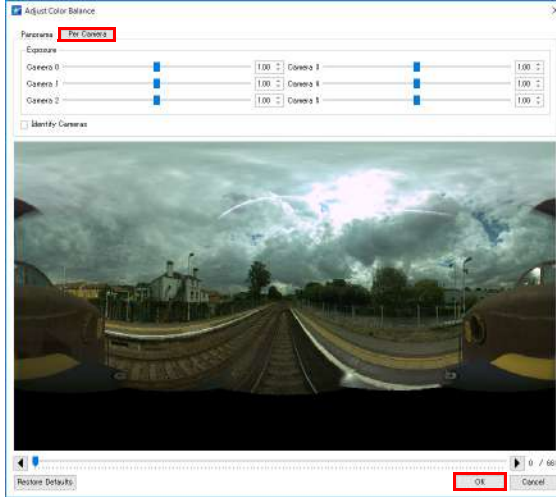 Adjust Color Balance
Panorama Per Camera
Exposure
Camera 0 1.00 Camera 3 1.00
Camera 1 1.00 Camera 4 1.00
Camera 2 1.00 Camera 5 1.00
Identify Cameras
0 / 66
Restore Defaults OK Cancel